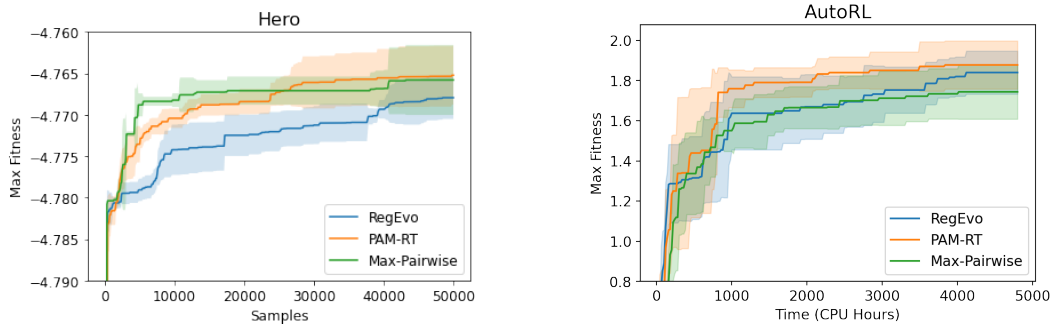 Hero
Max Fitness
−4.760
−4.765
−4.770
−4.775
−4.780
−4.785
−4.790
RegEvo
PAM-RT
Max-Pairwise
0 10000 20000 30000 40000 50000
Samples
AutoRL
Max Fitness
2.0
1.8
1.6
1.4
1.2
1.0
0.8
RegEvo
PAM-RT
Max-Pairwise
0 1000 2000 3000 4000 5000
Time (CPU Hours)